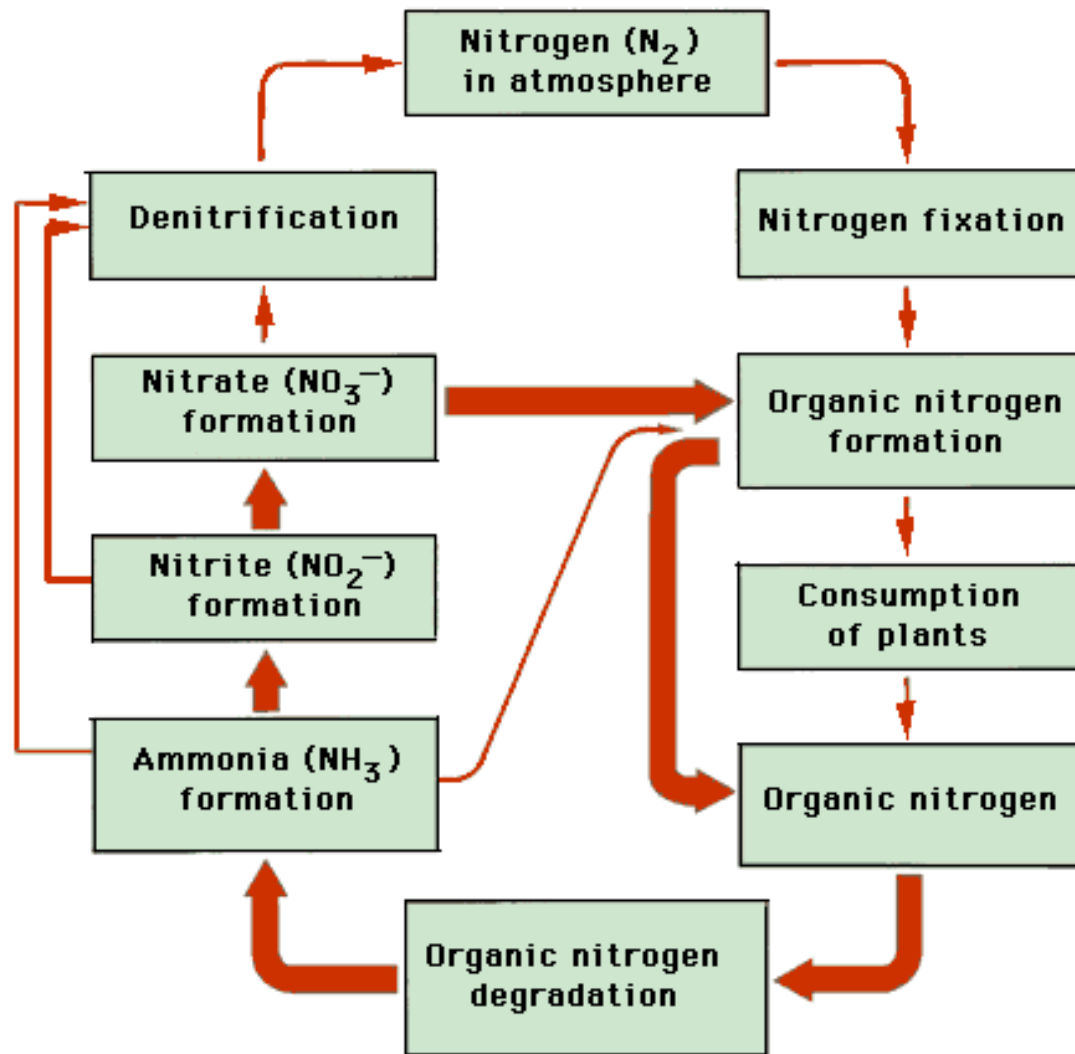 Nitrogen (N₂)
in atmosphere
Denitrification
Nitrogen fixation
Nitrate (NO₃⁻)
formation
Organic nitrogen
formation
Nitrite (NO₂⁻)
formation
Consumption
of plants
Ammonia (NH₃)
formation
Organic nitrogen
Organic nitrogen
degradation